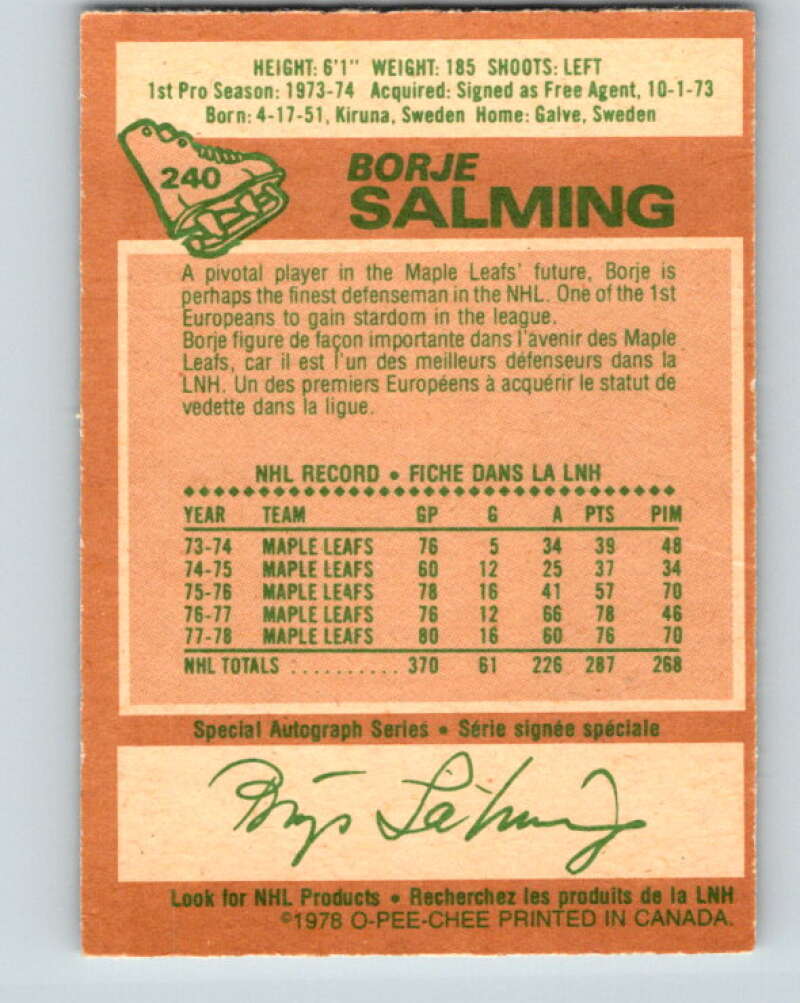 HEIGHT: 6'1" WEIGHT: 185 SHOOTS: LEFT
1st Pro Season: 1973-74 Acquired: Signed as Free Agent, 10-1-73
Born: 4-17-51, Kiruna, Sweden Home: Galve, Sweden
240
BORJE
SALMING
A pivotal player in the Maple Leafs' future, Borje is
perhaps the finest defenseman in the NHL. One of the 1st
Europeans to gain stardom in the league.
Borje figure de façon importante dans l'avenir des Maple
Leafs, car il est l'un des meilleurs défenseurs dans la
LNH. Un des premiers Européens à acquérir le statut de
vedette dans la ligue.
NHL RECORD • FICHE DANS LA LNH
YEAR TEAM GP G A PTS PIM
73-74 MAPLE LEAFS 76 5 34 39 48
74-75 MAPLE LEAFS 60 12 25 37 34
75-76 MAPLE LEAFS 78 16 41 57 70
76-77 MAPLE LEAFS 76 12 66 78 46
77-78 MAPLE LEAFS 80 16 60 76 70
NHL TOTALS .......... 370 61 226 287 268
Special Autograph Series • Série signée spéciale
Börje Salming
Look for NHL Products • Recherchez les produits de la LNH
©1978 O-PEE-CHEE PRINTED IN CANADA.